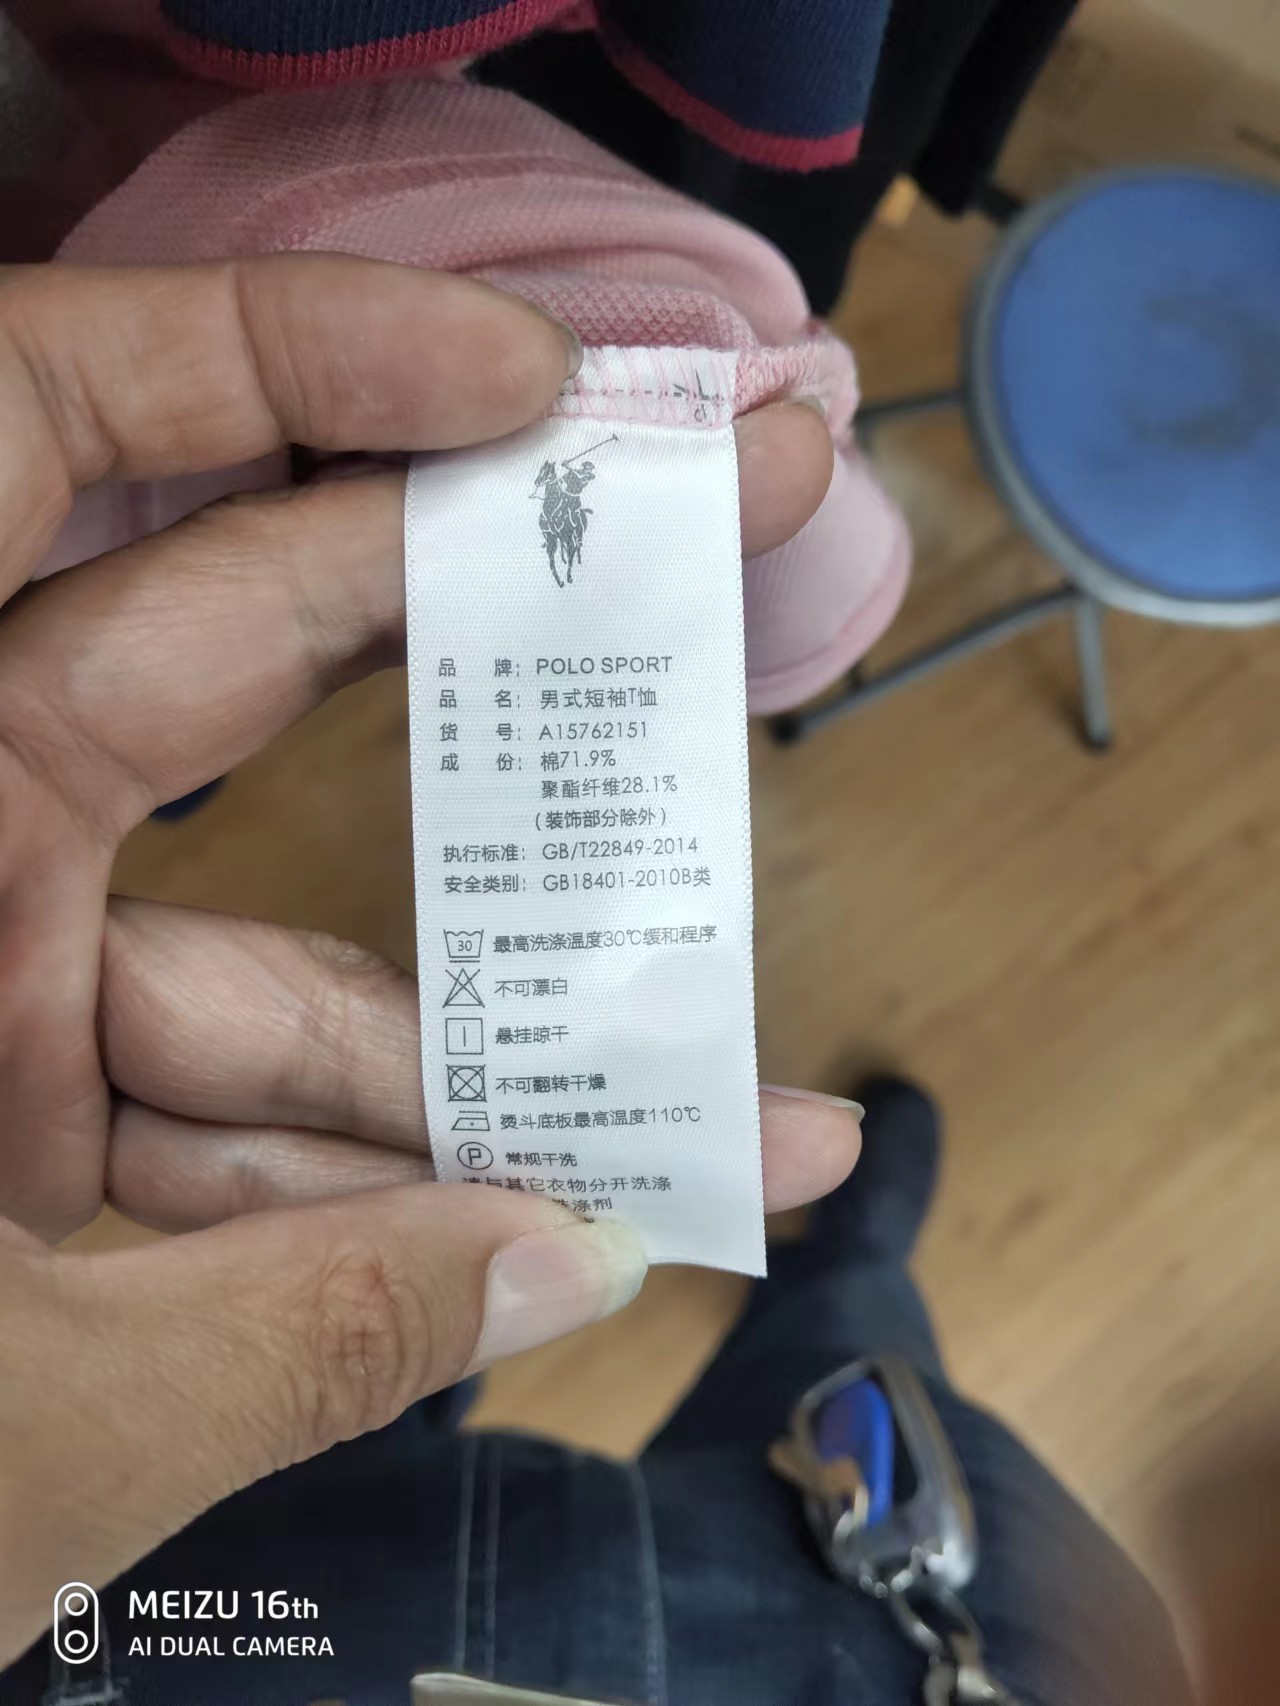 品 牌: POLO SPORT
品 名: 男式短袖T恤
货 号: A15762151
成 份: 棉71.9%
聚酯纤维28.1%
(装饰部分除外)
执行标准: GB/T22849-2014
安全类别: GB18401-2010B类
30 最高洗涤温度30℃缓和程序
不可漂白
悬挂晾干
不可翻转干燥
熨斗底板最高温度110℃
P 常规干洗
请与其它衣物分开洗涤
洗涤剂
MEIZU 16th
AI DUAL CAMERA